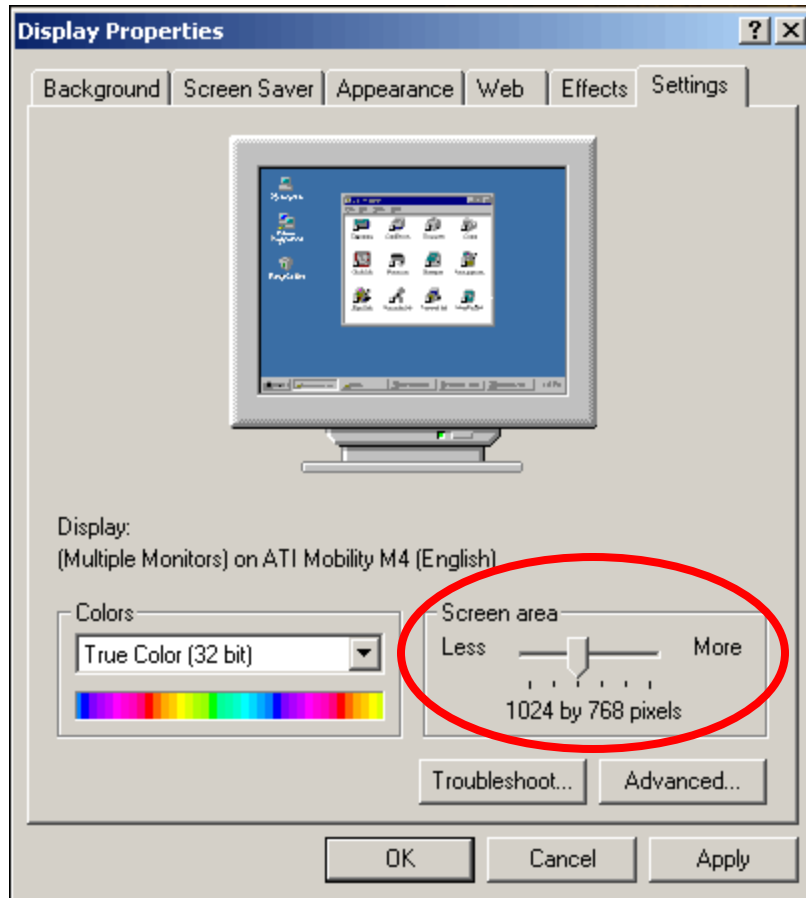 Display Properties
Background Screen Saver Appearance Web Effects Settings
Display:
(Multiple Monitors) on ATI Mobility M4 (English)
Colors
True Color (32 bit)
Screen area
Less More
1024 by 768 pixels
Troubleshoot... Advanced...
OK Cancel Apply